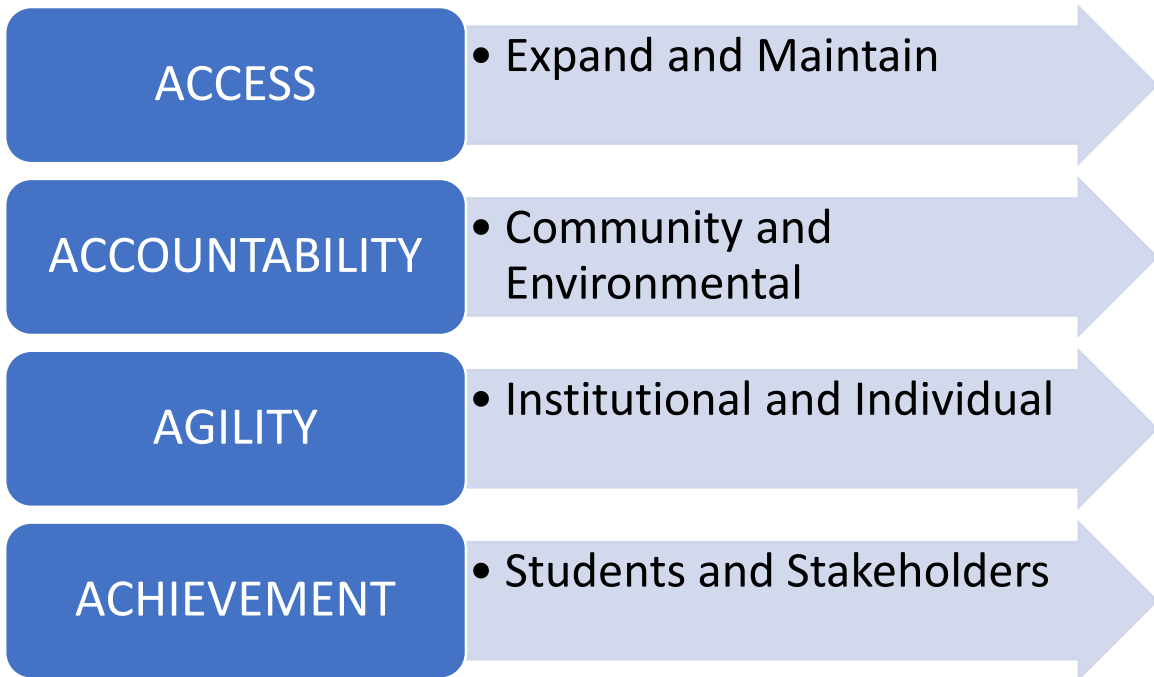 ACCESS
• Expand and Maintain
ACCOUNTABILITY
• Community and
Environmental
AGILITY
• Institutional and Individual
ACHIEVEMENT
• Students and Stakeholders